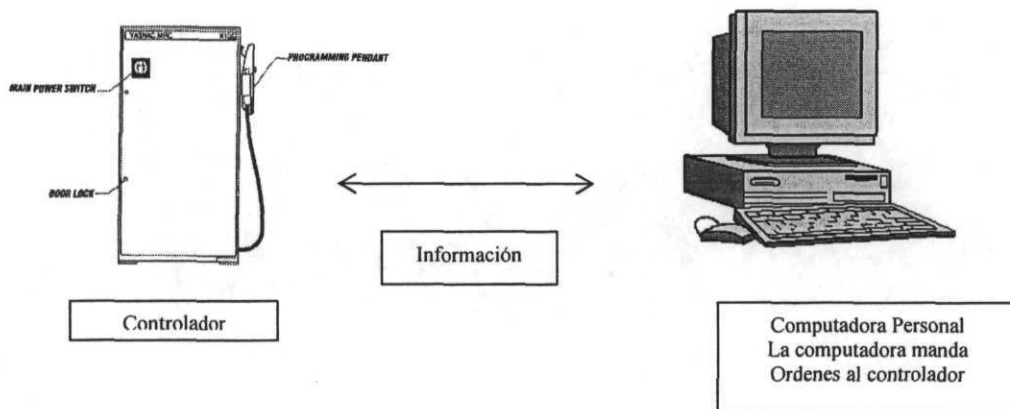 YASNAC MRC
PROGRAMMING PENDANT
MAIN POWER SWITCH
DOOR LOCK
Información
Controlador
Computadora Personal
La computadora manda
Ordenes al controlador